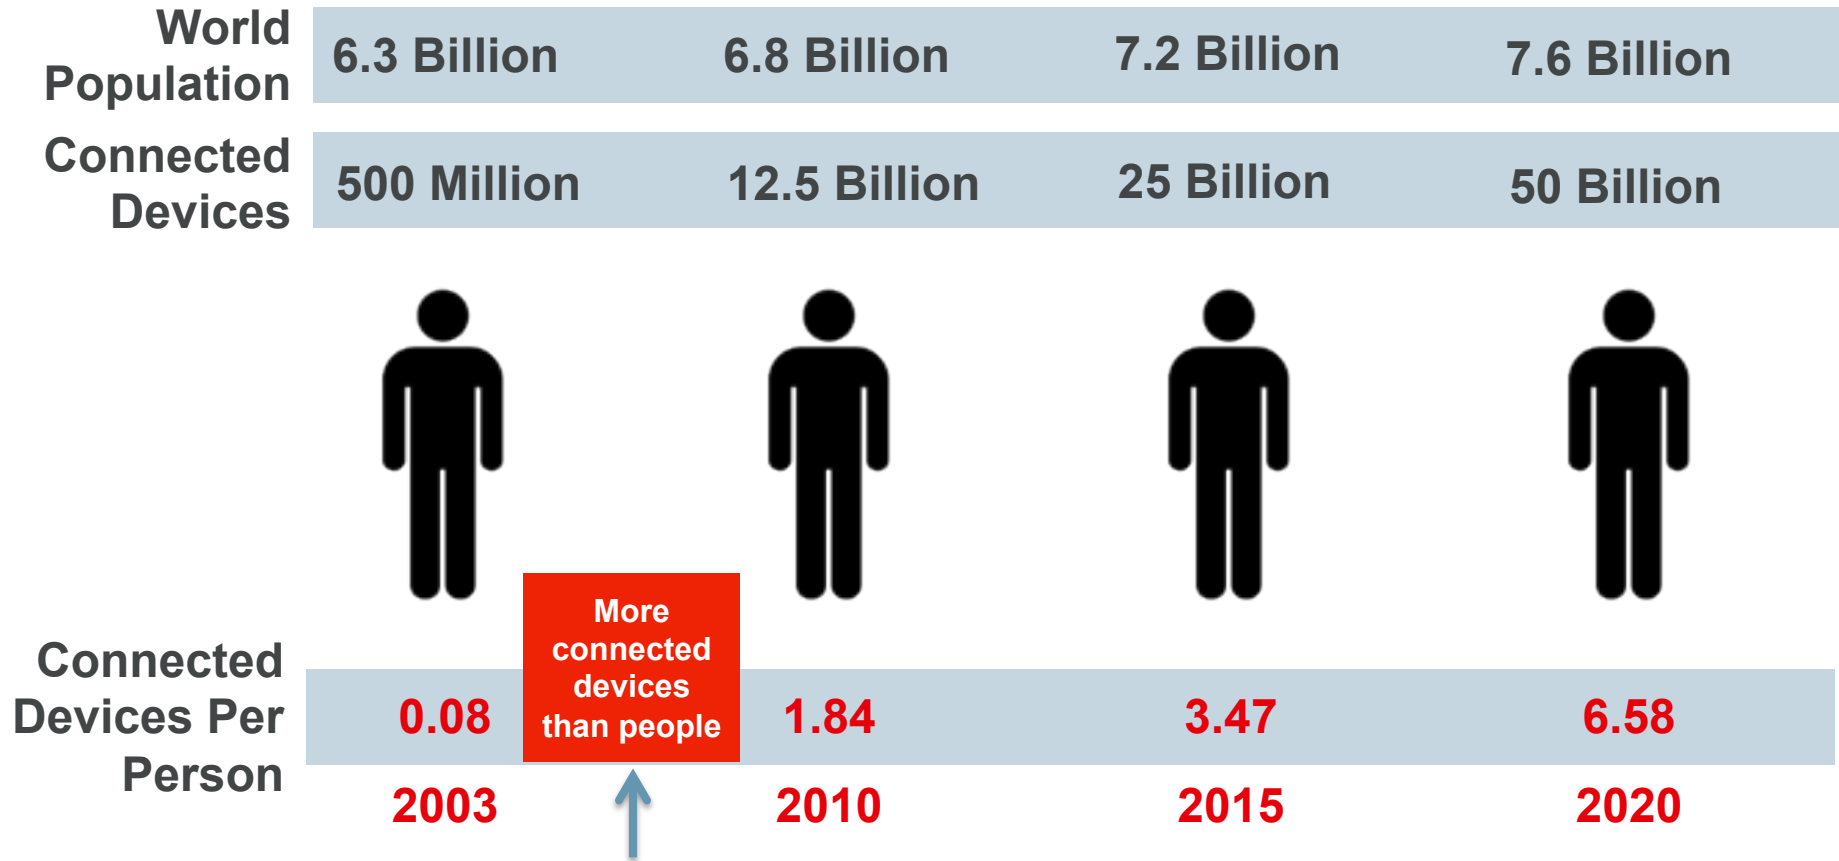 World
Population
6.3 Billion 6.8 Billion 7.2 Billion 7.6 Billion
Connected
Devices
500 Million 12.5 Billion 25 Billion 50 Billion
More
connected
devices
than people
Connected
Devices Per
Person
0.08 1.84 3.47 6.58
2003 2010 2015 2020